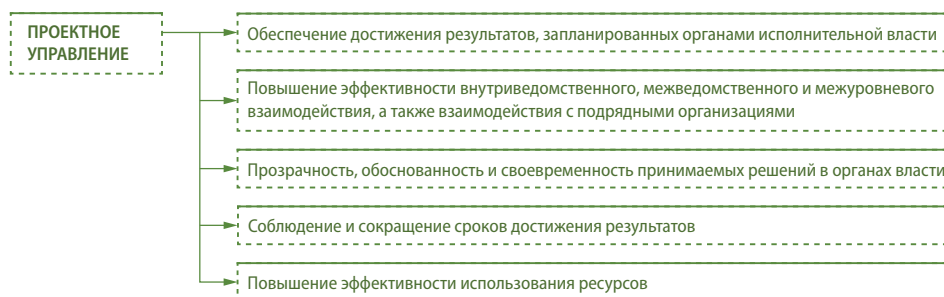 ПРОЕКТНОЕ
УПРАВЛЕНИЕ
Обеспечение достижения результатов, запланированных органами исполнительной власти
Повышение эффективности внутриведомственного, межведомственного и межуровневого
взаимодействия, а также взаимодействия с подрядными организациями
Прозрачность, обоснованность и своевременность принимаемых решений в органах власти
Соблюдение и сокращение сроков достижения результатов
Повышение эффективности использования ресурсов